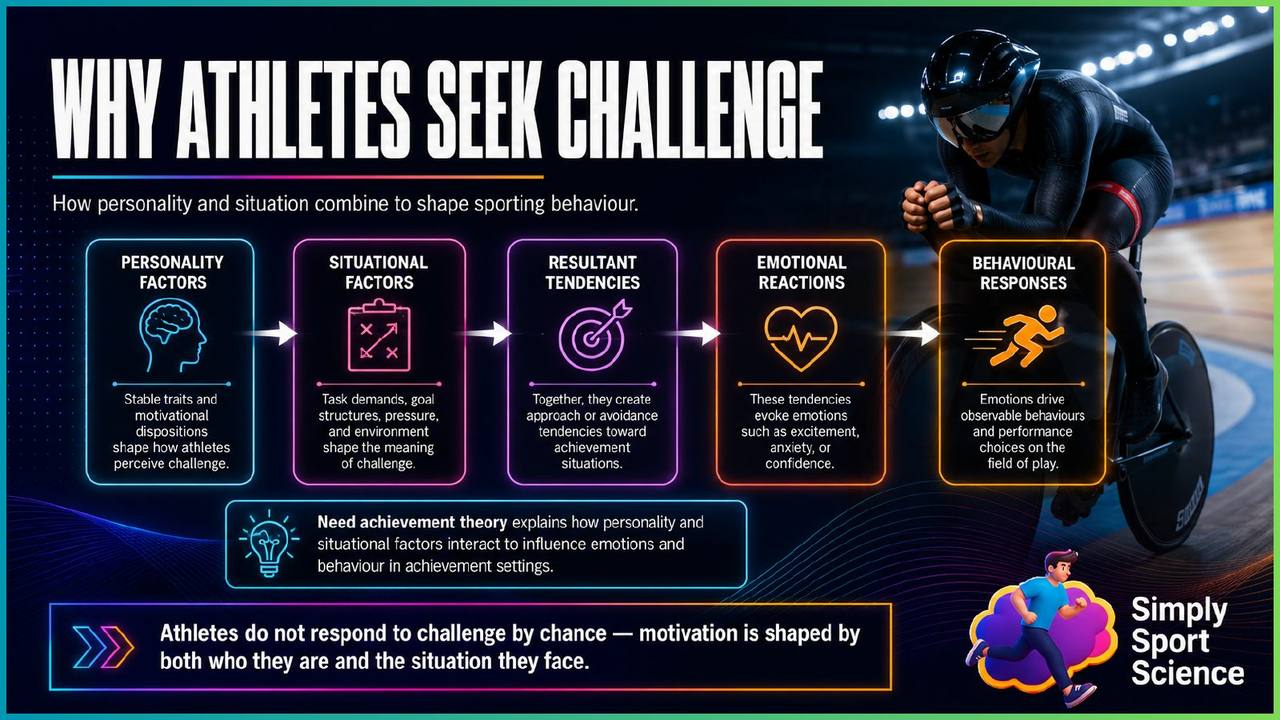 WHY ATHLETES SEEK CHALLENGE
How personality and situation combine to shape sporting behaviour.
PERSONALITY
FACTORS
Stable traits and
motivational
dispositions
shape how athletes
perceive challenge.
SITUATIONAL
FACTORS
Task demands, goal
structures, pressure,
and environment
shape the meaning
of challenge.
RESULTANT
TENDENCIES
Together, they create
approach or avoidance
tendencies toward
achievement
situations.
EMOTIONAL
REACTIONS
These tendencies
evoke emotions
such as excitement,
anxiety, or
confidence.
BEHAVIOURAL
RESPONSES
Emotions drive
observable behaviours
and performance
choices on the
field of play.
Need achievement theory explains how personality and
situational factors interact to influence emotions and
behaviour in achievement settings.
Athletes do not respond to challenge by chance — motivation is shaped by
both who they are and the situation they face.
Simply
Sport
Science